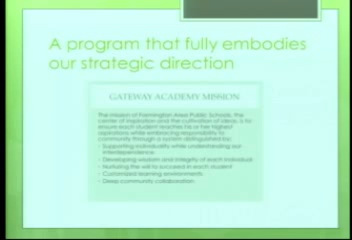 A program that fully embodies
our strategic direction
GATEWAY ACADEMY MISSION
The mission of Farmington Area Public Schools, the
center of inspiration and the cultivation of ideas, is to
ensure each student reaches his or her highest
aspirations while embracing responsibility to
community through a system distinguished by:
- Supporting individuality while understanding our
interdependence
- Developing wisdom and integrity of each individual
- Nurturing the will to succeed in each student
- Customized learning environments
- Deep community collaboration